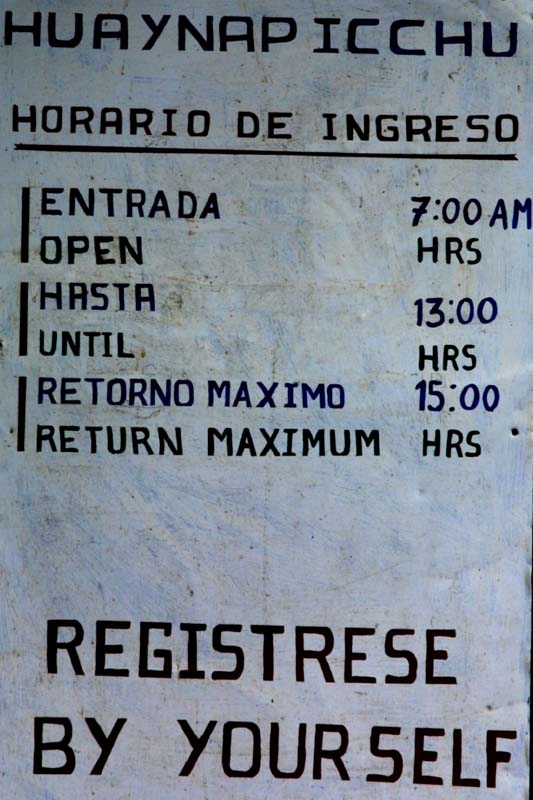 HUAYNAPICCHU
HORARIO DE INGRESO
ENTRADA 7:00 AM
OPEN HRS
HASTA 13:00
UNTIL HRS
RETORNO MAXIMO 15:00
RETURN MAXIMUM HRS
REGISTRESE
BY YOURSELF